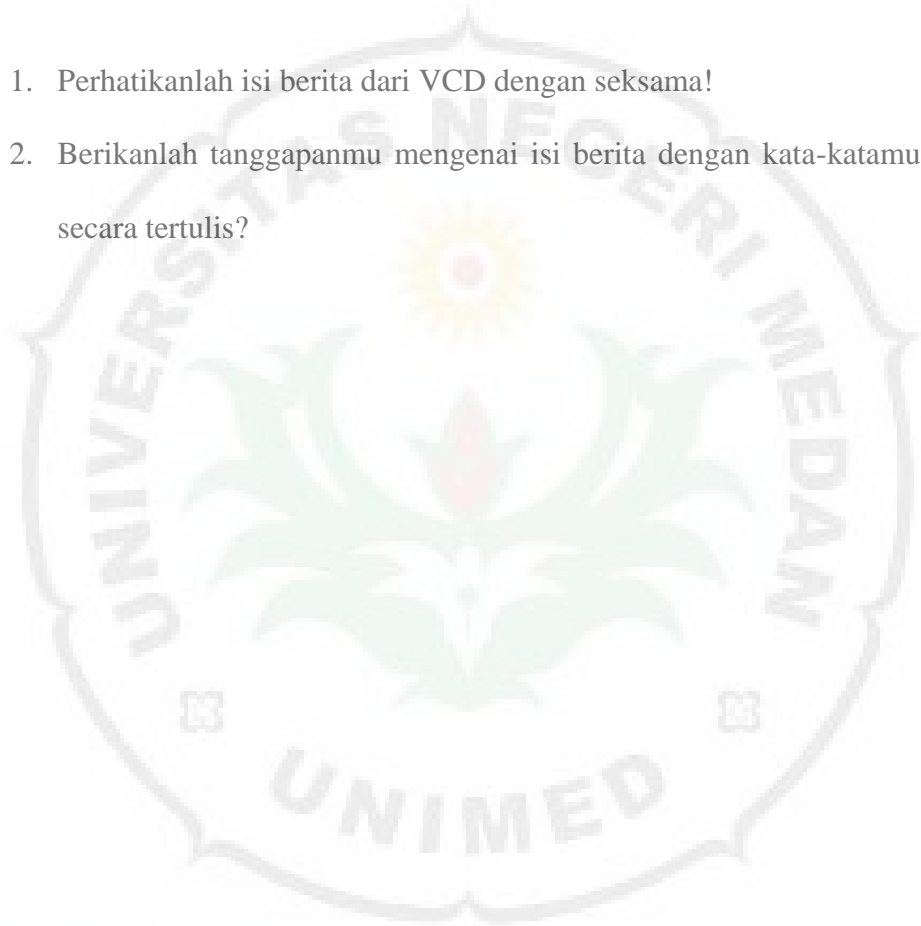 1. Perhatikanlah isi berita dari VCD dengan seksama!
2. Berikanlah tanggapanmu mengenai isi berita dengan kata-katamu
secara tertulis?
UNIVERSITAS NEGERI MEDAN
UNIMED